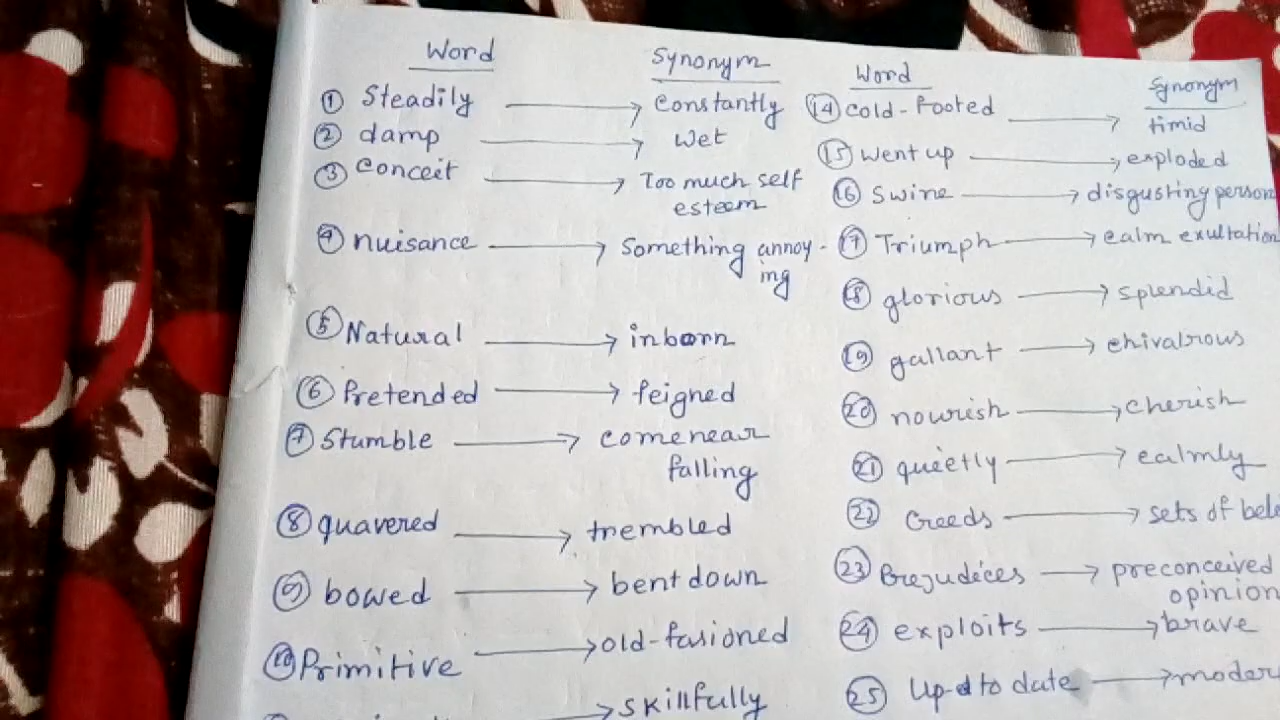 Word Synonym
① Steadily → constantly
② damp → wet
③ conceit → Too much self
esteem
④ nuisance → Something annoy-
ing
⑤ Natural → inborn
⑥ Pretended → feigned
⑦ Stumble → come near
falling
⑧ quavered → trembled
⑨ bowed → bent down
⑩ Primitive → old-fasioned
→ skillfully
Word Synonym
⑭ cold-footed → timid
⑮ went up → exploded
⑯ Swine → disgusting person
⑰ Triumph → calm exultation
⑱ glorious → splendid
⑲ gallant → chivalrous
⑳ nourish → cherish
㉑ quietly → calmly
㉒ Creeds → sets of bele
㉓ Prejudices → preconceived
opinion
㉔ exploits → brave
㉕ Up-to date → moder